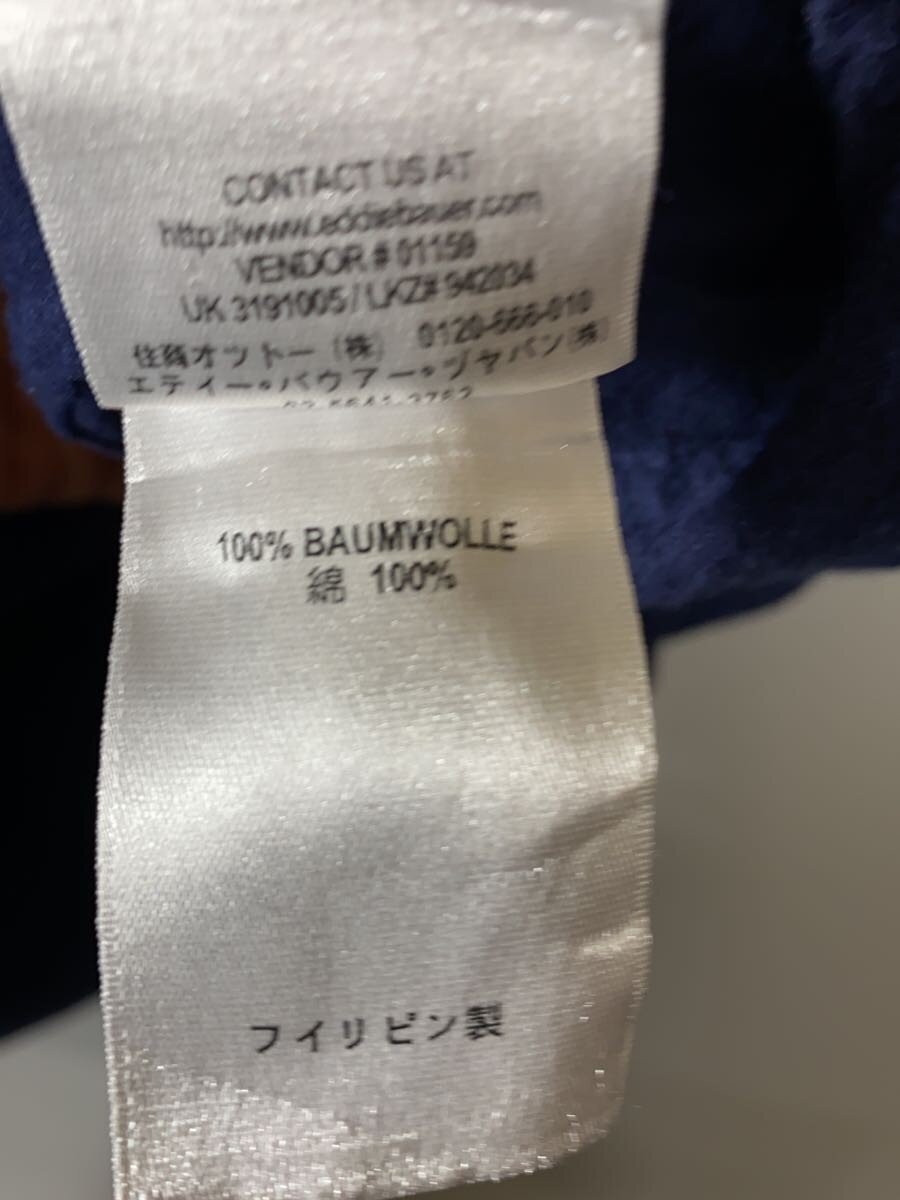 CONTACT US AT
http://www.eddiebauer.com
VENDOR # 01159
UK 3191005 / LKZ# 942034
住商オットー (株) 0120-666-010
エディー・バウアー・ジャパン(株)
100% BAUMWOLLE
綿 100%
フィリピン製